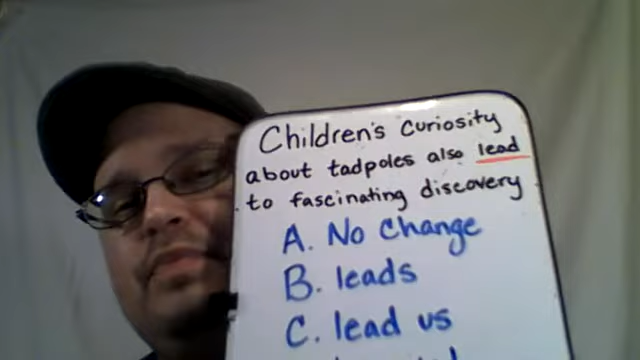 Children's Curiosity
about tadpoles also lead
to fascinating discovery
A. No Change
B. leads
C. lead us